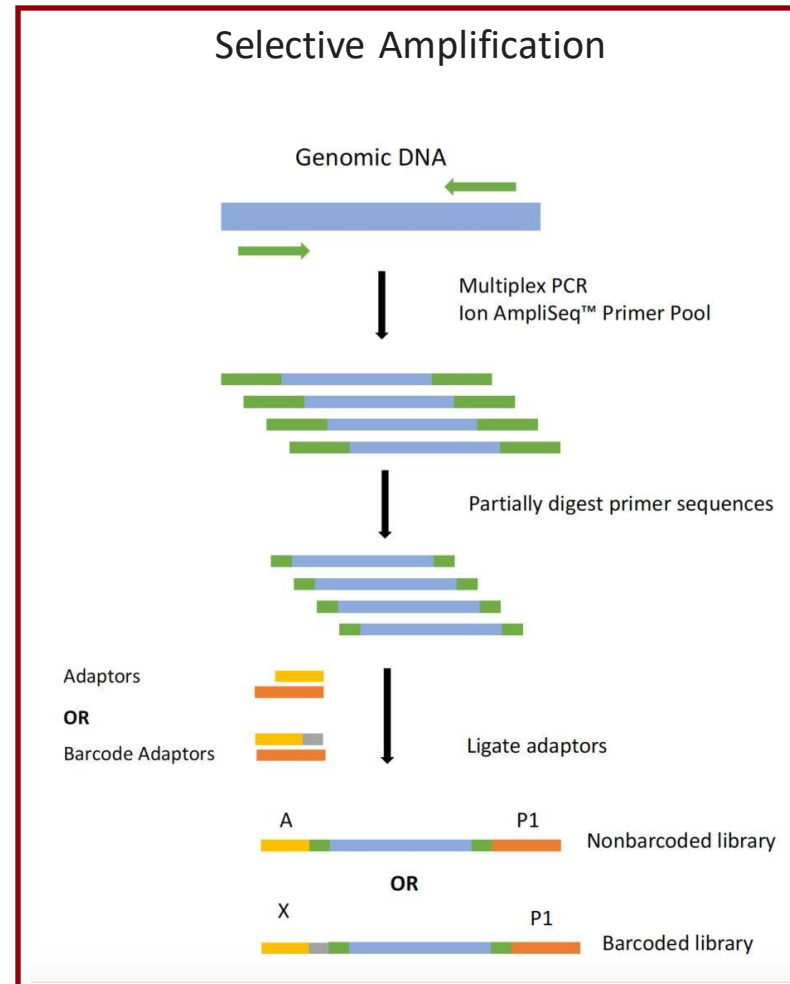 Selective Amplification
Genomic DNA
Multiplex PCR
Ion AmpliSeq™ Primer Pool
Partially digest primer sequences
Adaptors
OR
Barcode Adaptors
Ligate adaptors
A
P1
Nonbarcoded library
OR
X
P1
Barcoded library